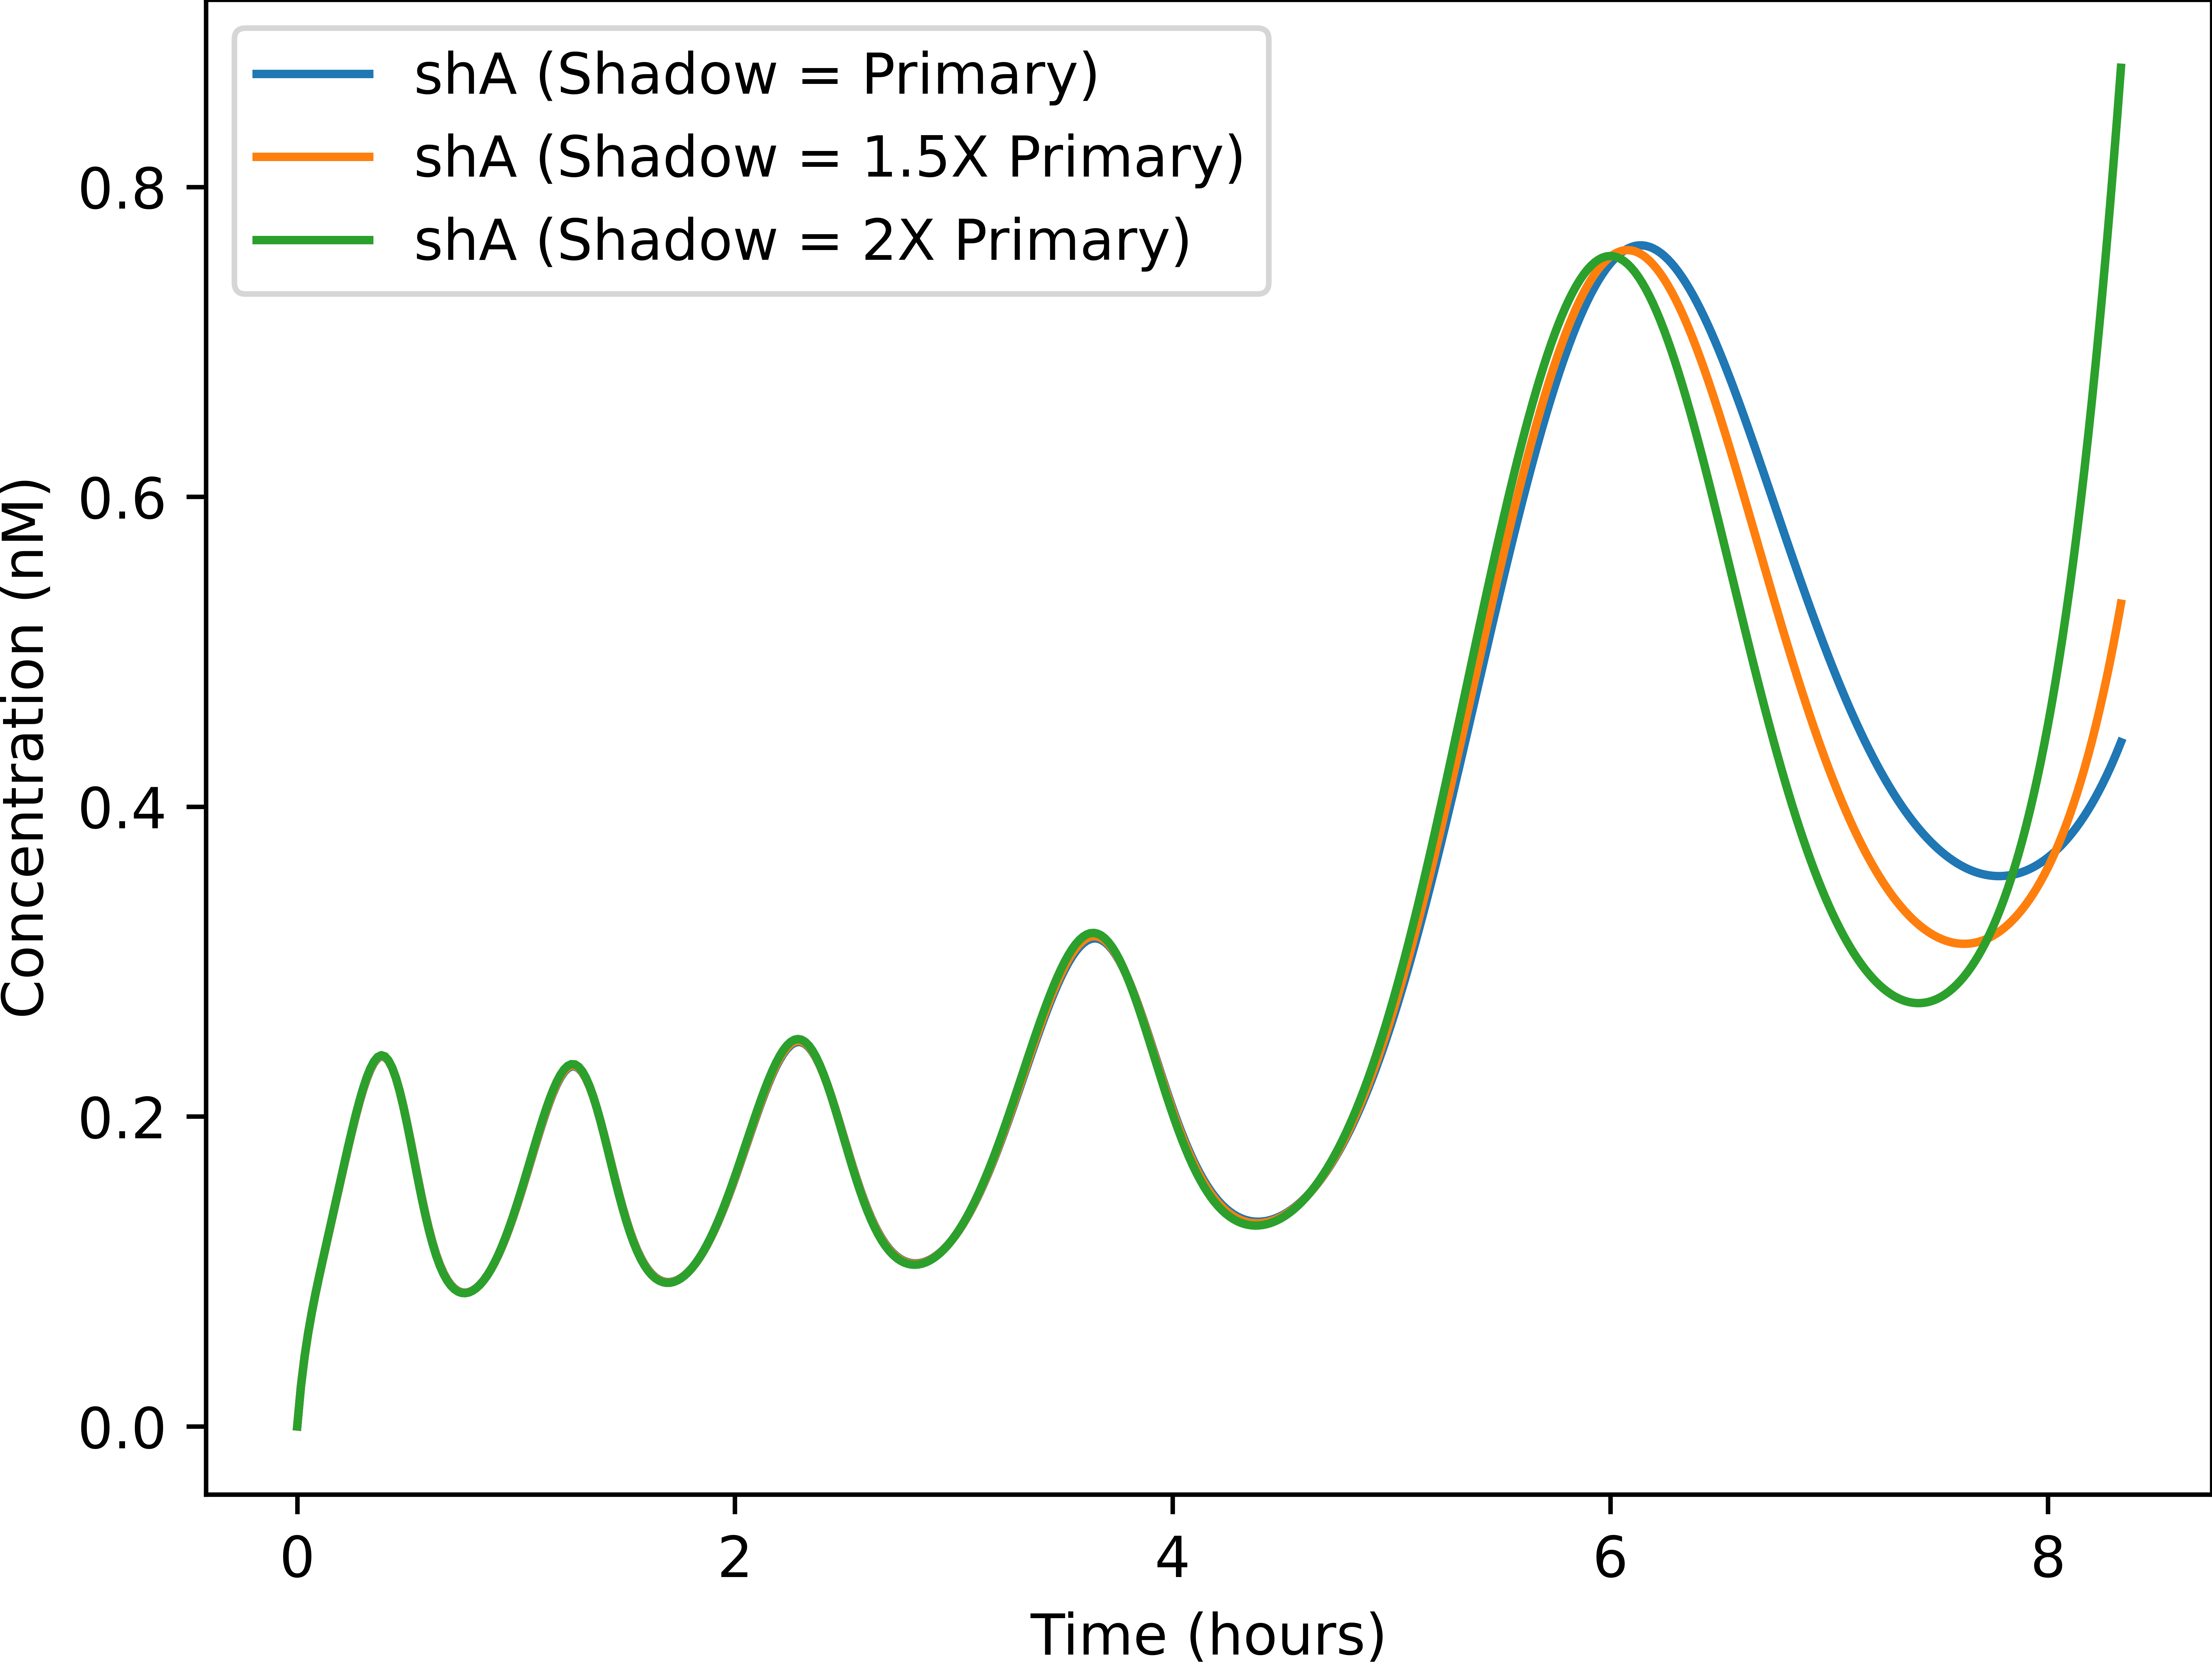 shA (Shadow = Primary)
shA (Shadow = 1.5X Primary)
shA (Shadow = 2X Primary)
Concentration (nM)
0.8
0.6
0.4
0.2
0.0
0 2 4 6 8
Time (hours)